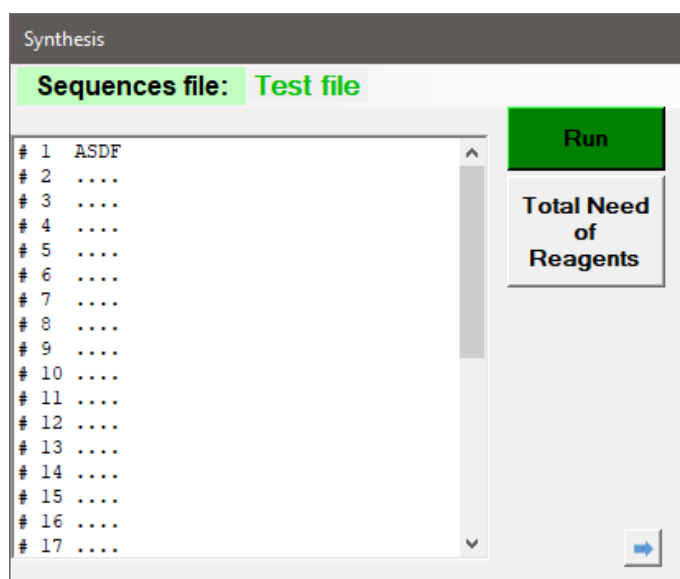 Synthesis
Sequences file: Test file
# 1 ASDF
# 2 ....
# 3 ....
# 4 ....
# 5 ....
# 6 ....
# 7 ....
# 8 ....
# 9 ....
# 10 ....
# 11 ....
# 12 ....
# 13 ....
# 14 ....
# 15 ....
# 16 ....
# 17 ....
Run
Total Need
of
Reagents